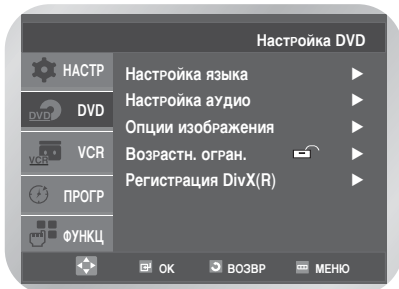 Настройка DVD
НАСТР
DVD
DVD
VCR
VCR
ПРОГР
ФУНКЦ
Настройка языка
Настройка аудио
Опции изображения
Возрастн. огран.
Регистрация DivX(R)
ОК
ВОЗВР
МЕНЮ